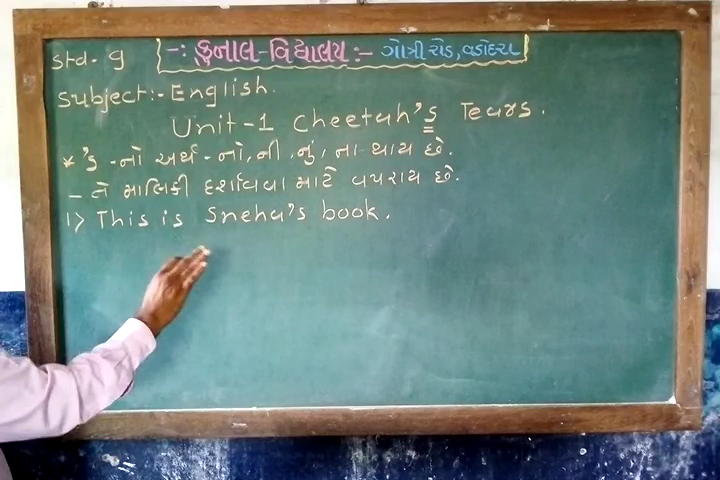 Std- 9 -: કુનાલ-વિદ્યાલય :- ગોત્રી રોડ, વડોદરા
Subject:- English.
Unit-1 Cheetah's Tears.
* 's -નો અર્થ - નો, ની, નું, ના થાય છે.
- તે માલિકી દર્શાવવા માટે વપરાય છે.
1) This is Sneha's book.